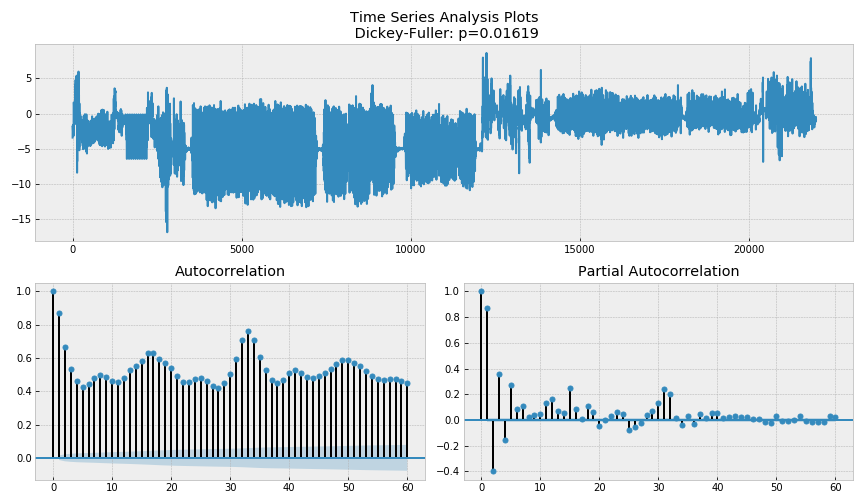 Time Series Analysis Plots
Dickey-Fuller: p=0.01619
5
0
−5
−10
−15
0 5000 10000 15000 20000
Autocorrelation
1.0
0.8
0.6
0.4
0.2
0.0
0 10 20 30 40 50 60
Partial Autocorrelation
1.0
0.8
0.6
0.4
0.2
0.0
−0.2
−0.4
0 10 20 30 40 50 60